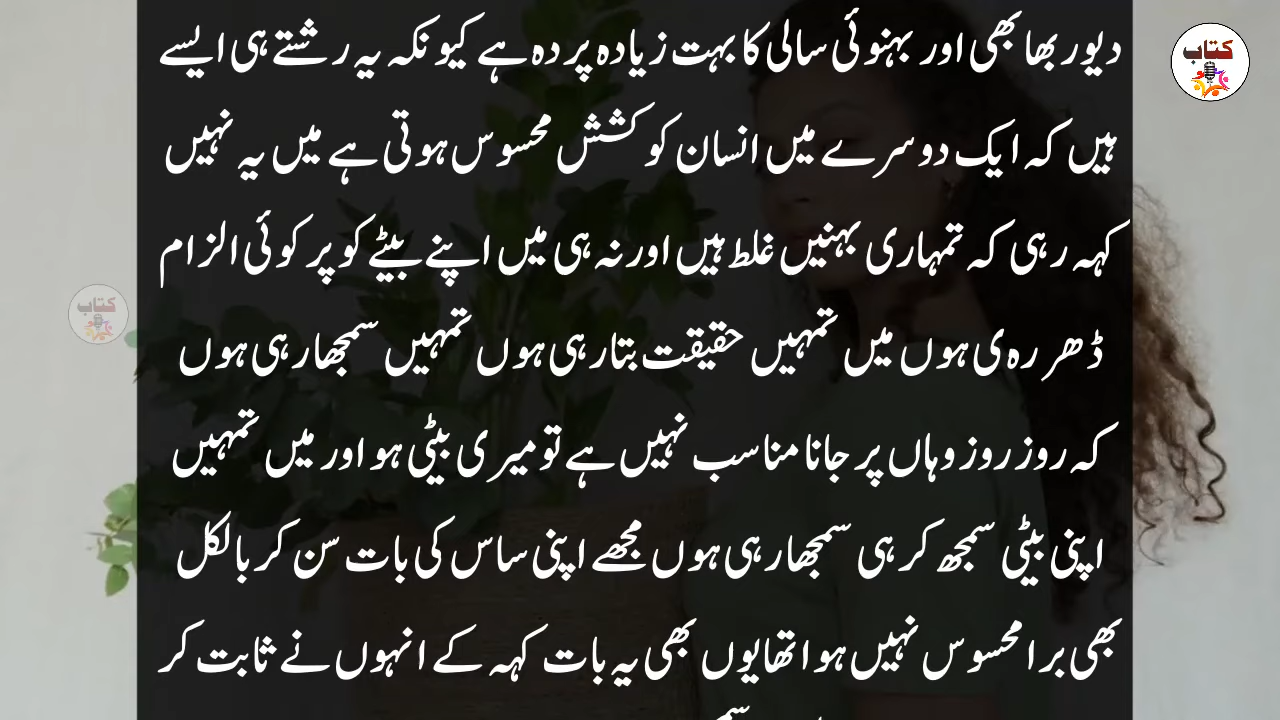 کتاب
دیور بھابھی اور بہنوئی سالی کا بہت زیادہ پردہ ہے کیونکہ یہ رشتے ہی ایسے
ہیں کہ ایک دوسرے میں انسان کو کشش محسوس ہوتی ہے میں یہ نہیں
کہہ رہی کہ تمہاری بہنیں غلط ہیں اور نہ ہی میں اپنے بیٹے کو پر کوئی الزام
کتاب
ڈھر رہ ی ہوں میں تمہیں حقیقت بتا رہی ہوں تمہیں سمجھا رہی ہوں
کہ روز روز وہاں پر جانا مناسب نہیں ہے تو میری بیٹی ہو اور میں تمہیں
اپنی بیٹی سمجھ کر ہی سمجھا رہی ہوں مجھے اپنی ساس کی بات سن کر بالکل
بھی برا محسوس نہیں ہوا تھا یوں بھی یہ بات کہہ کے انہوں نے ثابت کر